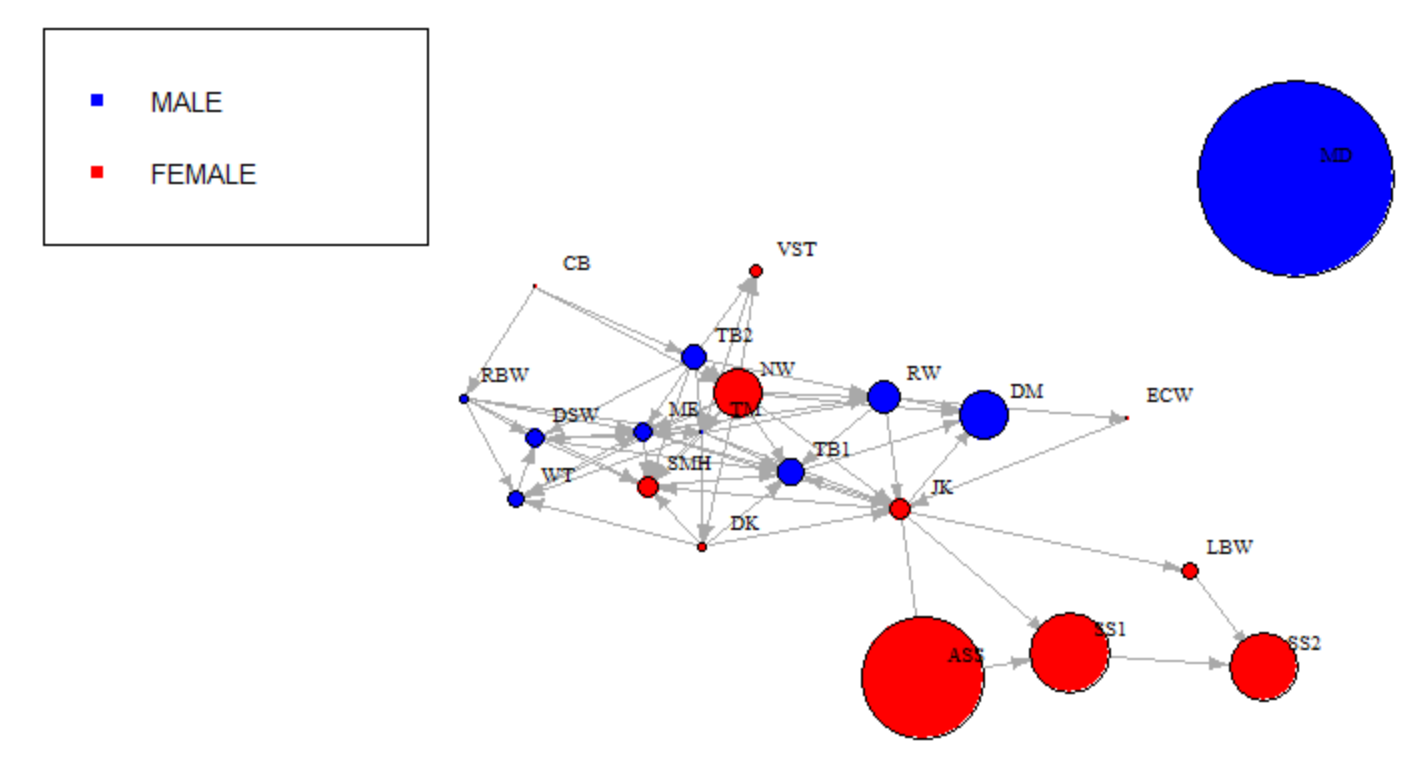 MALE
FEMALE
MD
VST
CB
TB2
NW
RBW
RW
DM
ECW
DSW
ME
TM
TB1
SMH
WT
JK
DK
LBW
SS1
SS2
ASS